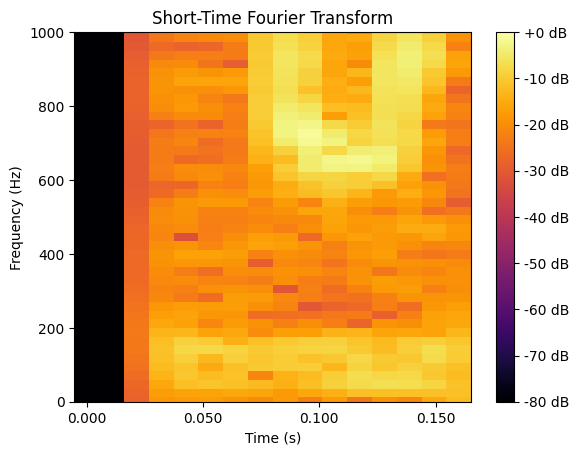 Short-Time Fourier Transform
1000
800
600
400
200
0
Frequency (Hz)
0.000
0.050
0.100
0.150
Time (s)
+0 dB
-10 dB
-20 dB
-30 dB
-40 dB
-50 dB
-60 dB
-70 dB
-80 dB